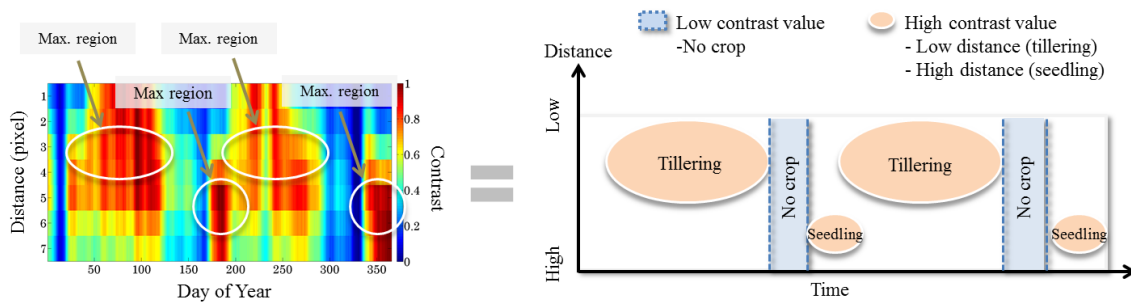 Max. region
Max. region
Max region
Max. region
1
2
3
4
5
6
7
Distance (pixel)
50 100 150 200 250 300 350
Day of Year
1
0.8
0.6
0.4
0.2
0
Contrast
Low contrast value
-No crop
High contrast value
- Low distance (tillering)
- High distance (seedling)
Distance
Low
High
Tillering
No crop
Seedling
Tillering
No crop
Seedling
Time